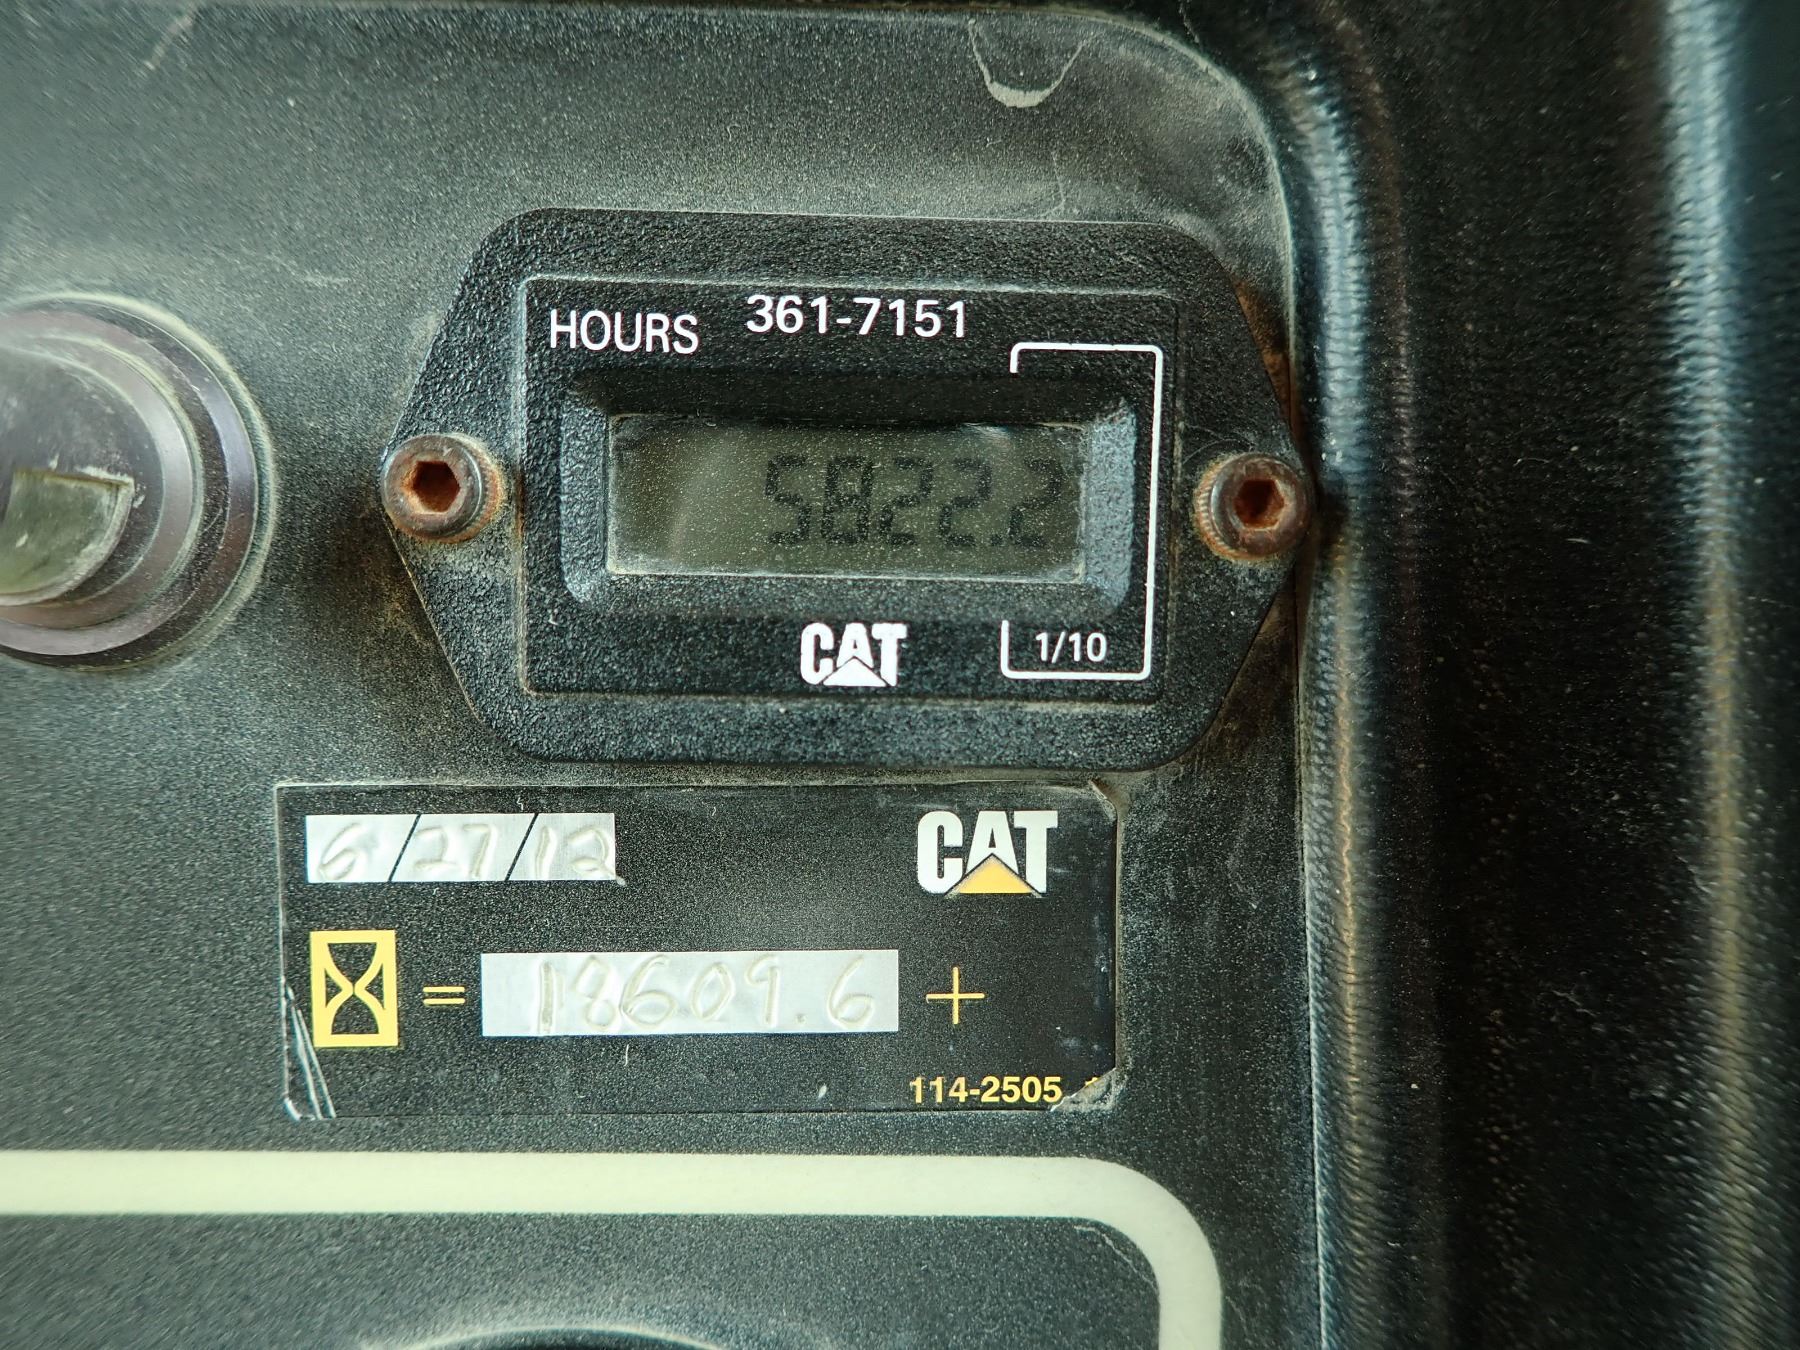 HOURS 361-7151
5822.2
CAT
1/10
6/27/12
CAT
= 18609.6 +
114-2505